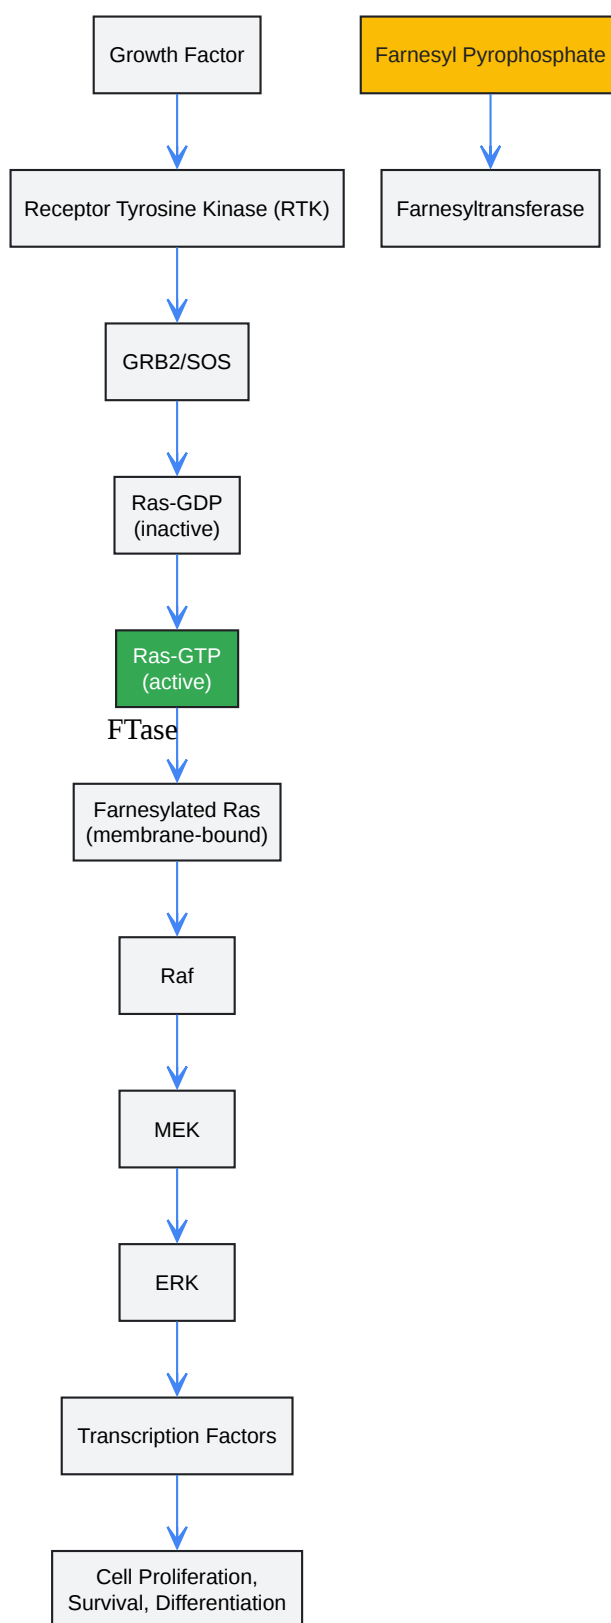 Growth Factor
Farnesyl Pyrophosphate
Receptor Tyrosine Kinase (RTK)
Farnesyltransferase
GRB2/SOS
Ras-GDP
(inactive)
Ras-GTP
(active)
FTase
Farnesylated Ras
(membrane-bound)
Raf
MEK
ERK
Transcription Factors
Cell Proliferation,
Survival, Differentiation